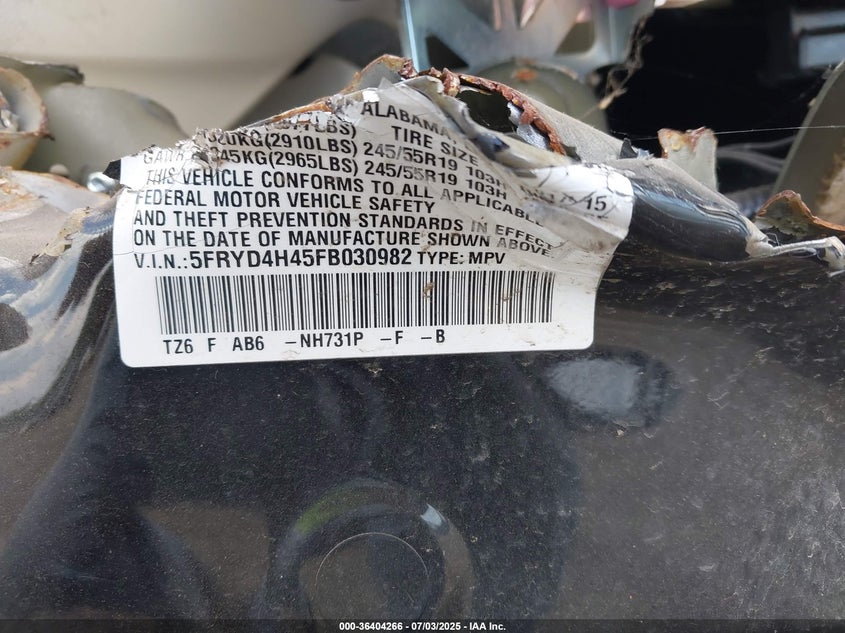 ALABAMA
LBS) TIRE SIZE
KG(2910LBS) 245/55R19 103H
45KG(2965LBS) 245/55R19 103H
THIS VEHICLE CONFORMS TO ALL APPLICABLE
FEDERAL MOTOR VEHICLE SAFETY
AND THEFT PREVENTION STANDARDS IN EFFECT
ON THE DATE OF MANUFACTURE SHOWN ABOVE.
V.I.N.:5FRYD4H45FB030982 TYPE: MPV
TZ6 F AB6 -NH731P -F -B
000-36404266 - 07/03/2025 - IAA Inc.